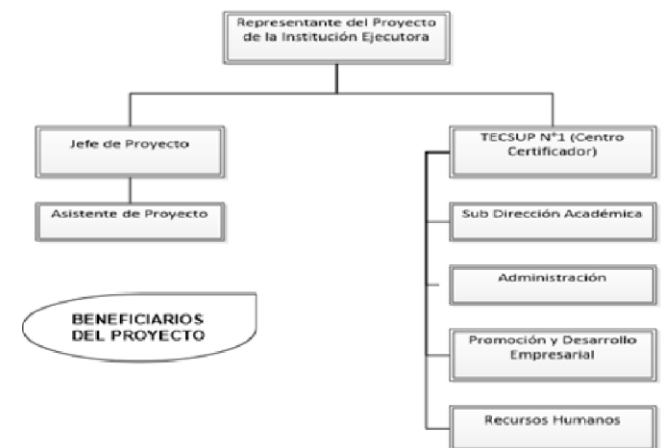 Representante del Proyecto
de la Institución Ejecutora
Jefe de Proyecto
TECSUP N°1 (Centro
Certificador)
Asistente de Proyecto
Sub Dirección Académica
Administración
BENEFICIARIOS
DEL PROYECTO
Promoción y Desarrollo
Empresarial
Recursos Humanos